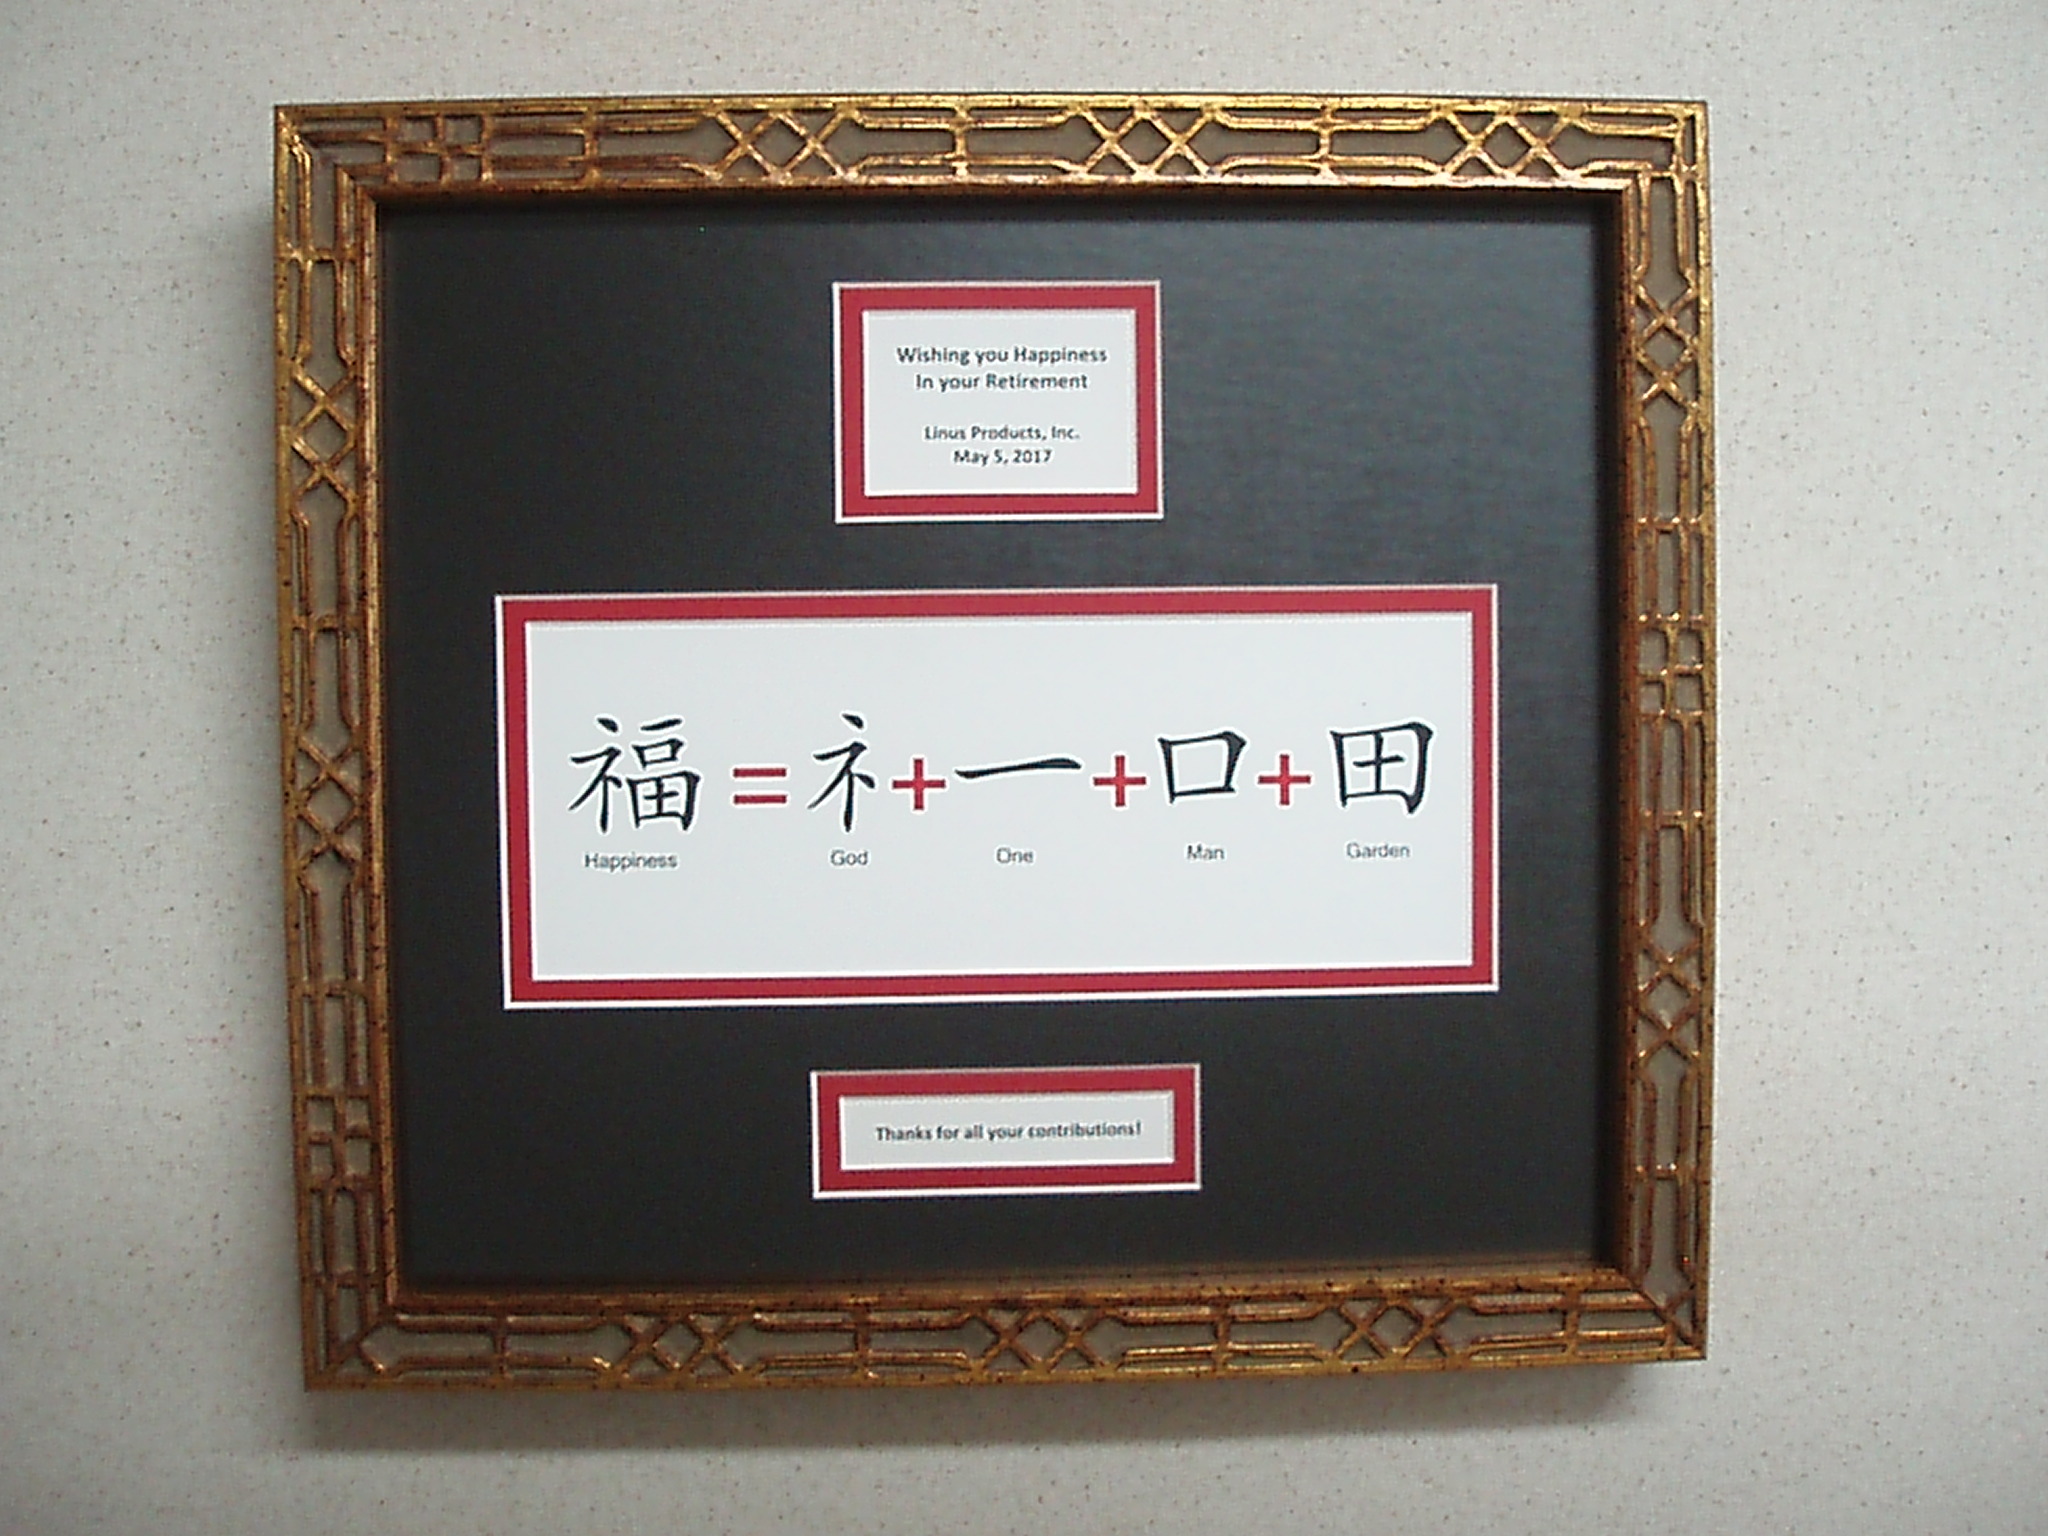 Wishing you Happiness
In your Retirement
Linus Products, Inc.
May 5, 2017
福 = 礻 + 一 + 口 + 田
Happiness God One Man Garden
Thanks for all your contributions!